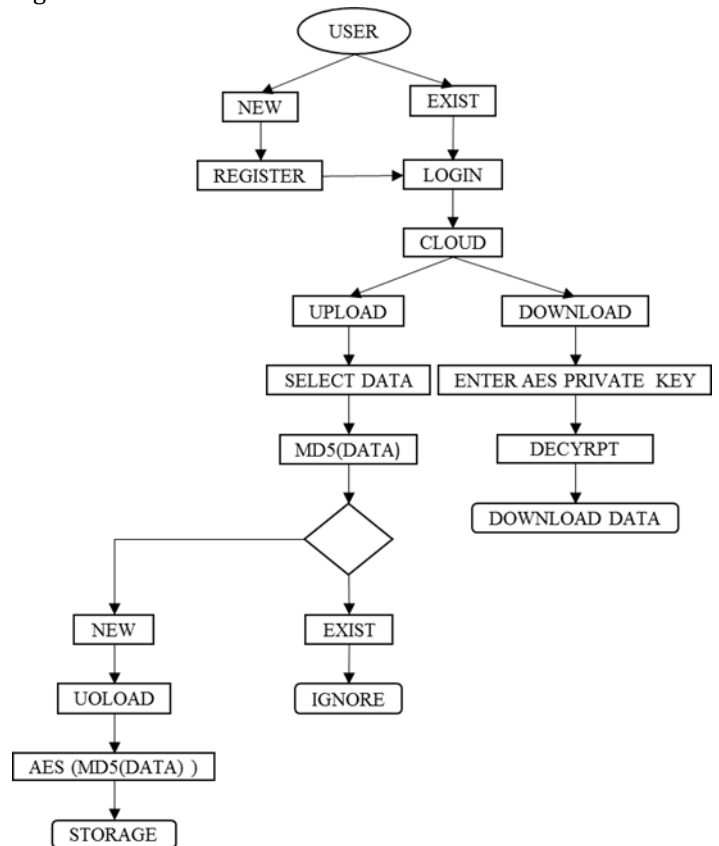 USER
NEW
EXIST
REGISTER
LOGIN
CLOUD
UPLOAD
DOWNLOAD
SELECT DATA
ENTER AES PRIVATE KEY
MD5(DATA)
DECYRPT
DOWNLOAD DATA
NEW
EXIST
UOLOAD
IGNORE
AES (MD5(DATA) )
STORAGE